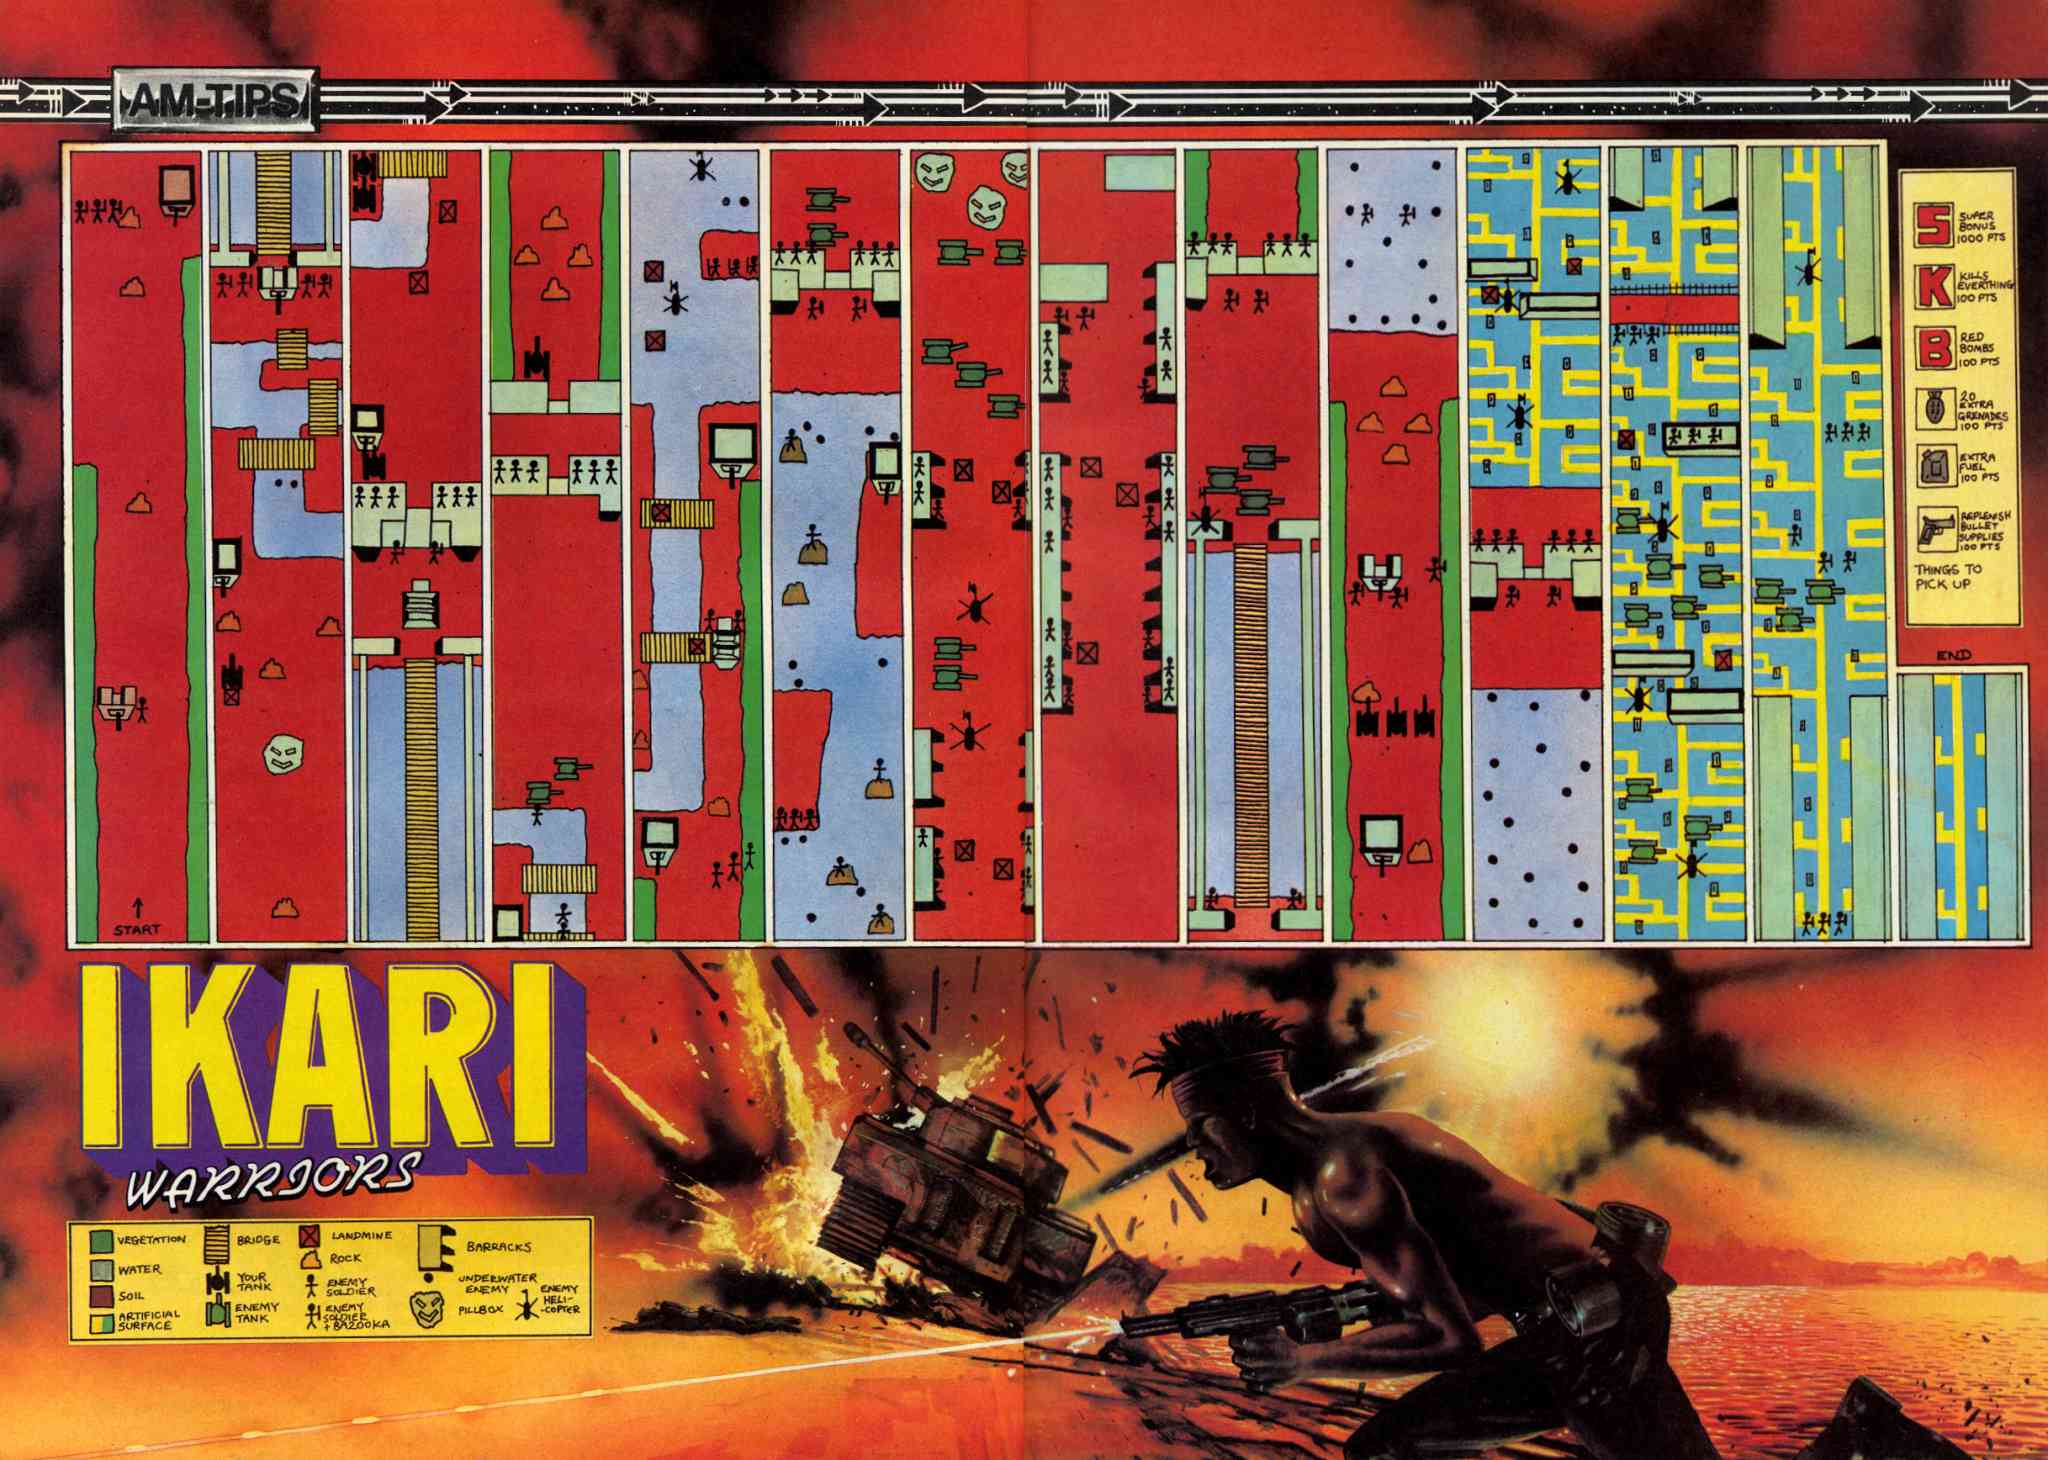 AM-TIPS
S
SUPER
BONUS
1000 PTS
K
KILLS
EVERTHING
100 PTS
B
RED
BOMBS
100 PTS
20
EXTRA
GRENADES
100 PTS
EXTRA
FUEL
100 PTS
REPLENISH
BULLET
SUPPLIES
100 PTS
THINGS TO
PICK UP
END
START
IKARI
WARRIORS
VEGETATION
WATER
SOIL
ARTIFICIAL
SURFACE
BRIDGE
YOUR
TANK
ENEMY
TANK
LANDMINE
ROCK
ENEMY
SOLDIER
ENEMY
SOLDIER
+ BAZOOKA
BARRACKS
UNDERWATER
ENEMY
PILLBOX
ENEMY
HELI-
-COPTER